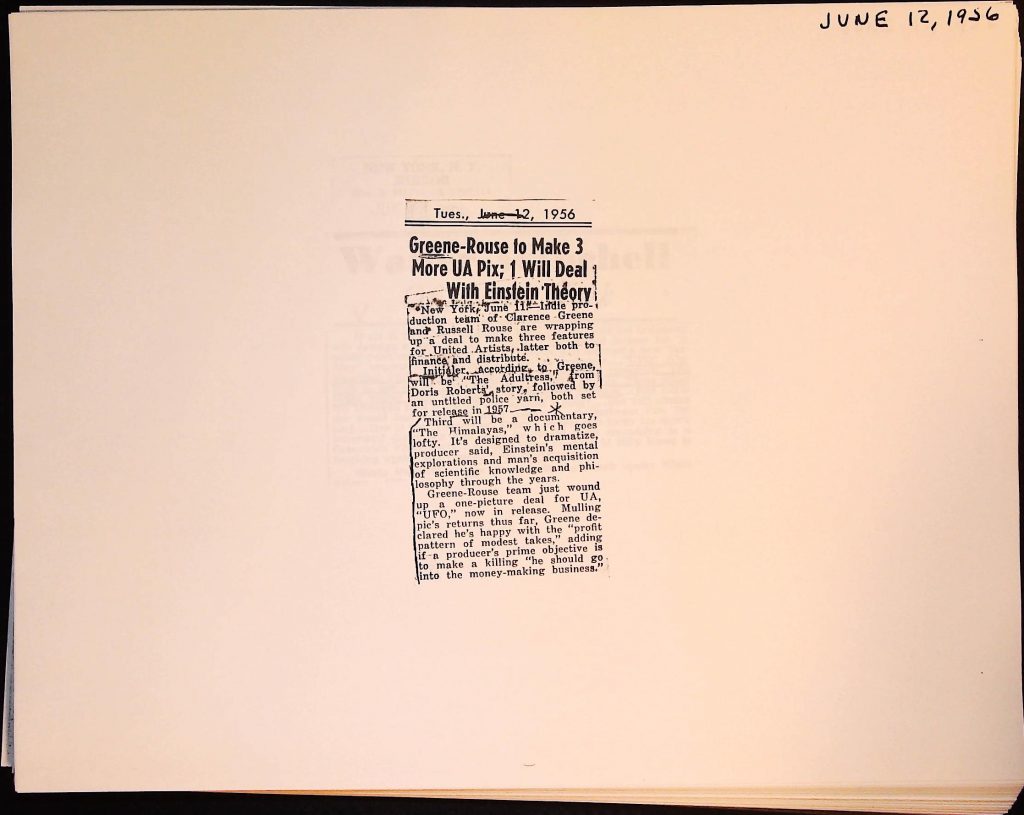 JUNE 12, 1956
Tues., June 12, 1956
Greene-Rouse to Make 3
More UA Pix; 1 Will Deal
With Einstein Theory
New York, June 11.—Indie pro-
duction team of Clarence Greene
and Russell Rouse are wrapping
up a deal to make three features
for United Artists, latter both to
finance and distribute.
Initialer, according to Greene,
will be "The Adultress," from
Doris Roberts' story, followed by
an untitled police yarn, both set
for release in 1957.
Third will be a documentary,
"The Himalayas," which goes
lofty. It's designed to dramatize,
producer said, Einstein's mental
explorations and man's acquisition
of scientific knowledge and phi-
losophy through the years.
Greene-Rouse team just wound
up a one-picture deal for UA,
"UFO," now in release. Mulling
pic's returns thus far, Greene de-
clared he's happy with the "profit
pattern of modest takes," adding
if a producer's prime objective is
to make a killing "he should go
into the money-making business."